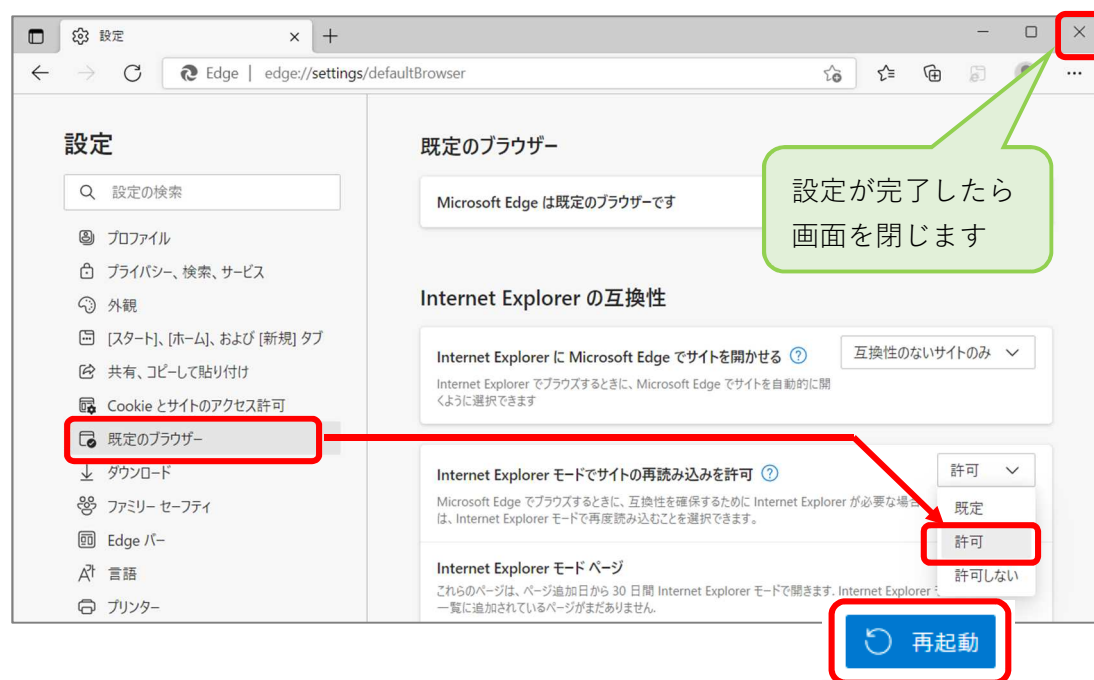 設定
Edge | edge://settings/defaultBrowser
設定
設定の検索
プロファイル
プライバシー、検索、サービス
外観
[スタート]、[ホーム]、および [新規] タブ
共有、コピーして貼り付け
Cookie とサイトのアクセス許可
既定のブラウザー
ダウンロード
ファミリー セーフティ
Edge バー
言語
プリンター
既定のブラウザー
Microsoft Edge は既定のブラウザーです
設定が完了したら
画面を閉じます
Internet Explorer の互換性
Internet Explorer に Microsoft Edge でサイトを開かせる
互換性のないサイトのみ
Internet Explorer でブラウズするときに、Microsoft Edge でサイトを自動的に開
くように選択できます
Internet Explorer モードでサイトの再読み込みを許可
許可
Microsoft Edge でブラウズするときに、互換性を確保するために Internet Explorer が必要な場合
は、Internet Explorer モードで再度読み込むことを選択できます。
既定
許可
許可しない
Internet Explorer モード ページ
これらのページは、ページ追加日から 30 日間 Internet Explorer モードで開きます. Internet Explorer
一覧に追加されているページがまだありません.
再起動